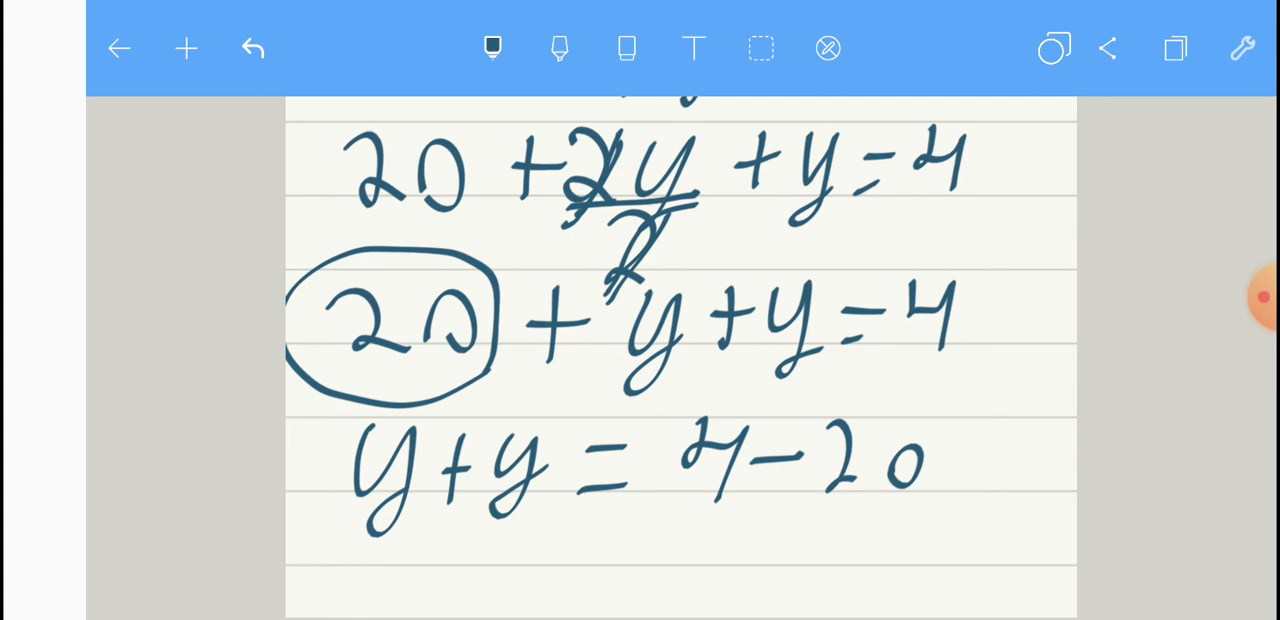 20 + 2y/2 + y = 4
20 + y + y = 4
y + y = 4 - 20